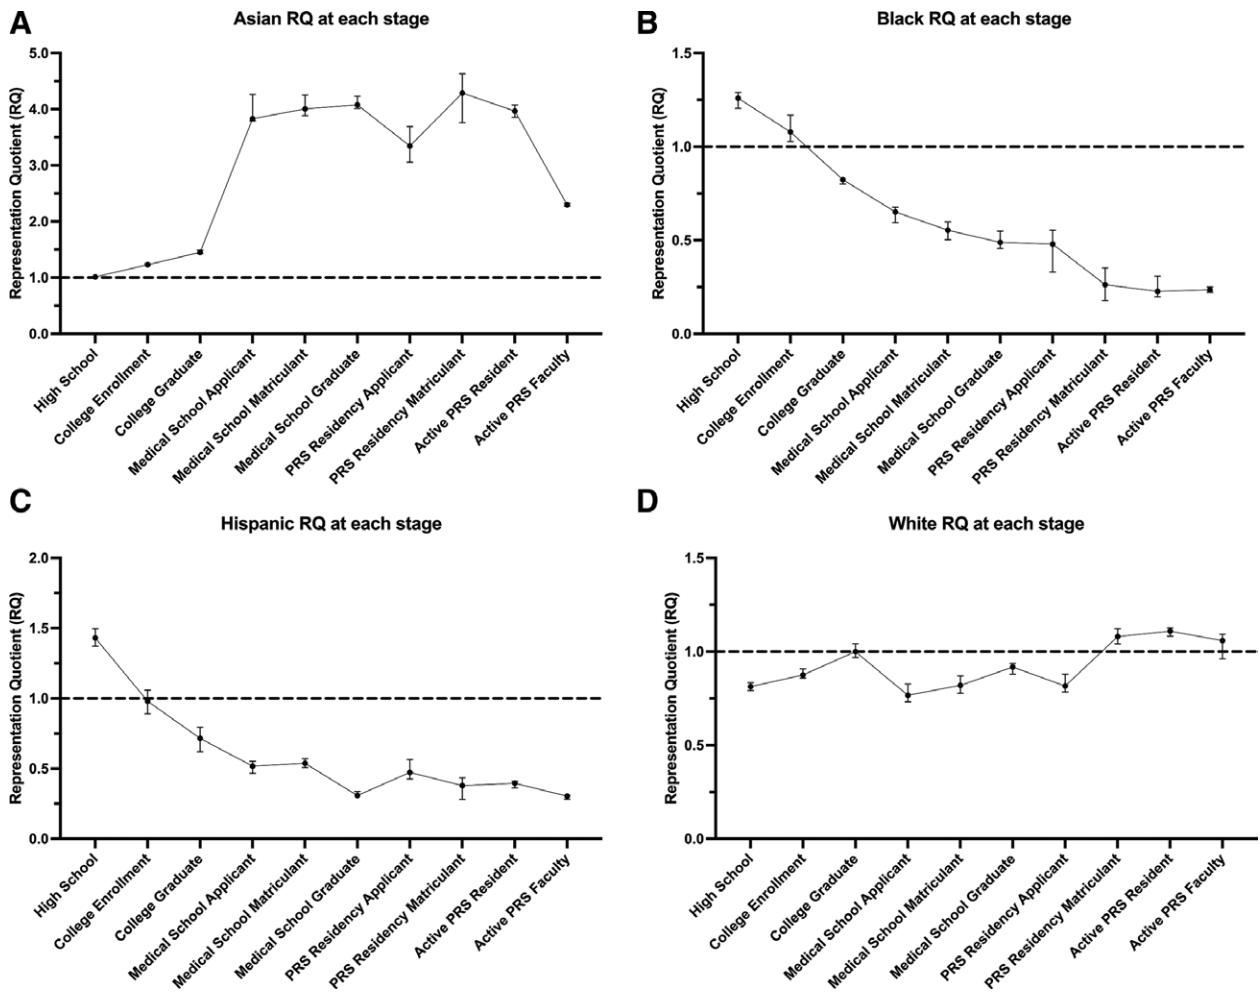 A
Asian RQ at each stage
Representation Quotient (RQ)
5.0
4.0
3.0
2.0
1.0
0.0
High School
College Enrollment
College Graduate
Medical School Applicant
Medical School Matriculant
Medical School Graduate
PRS Residency Applicant
PRS Residency Matriculant
Active PRS Resident
Active PRS Faculty
B
Black RQ at each stage
Representation Quotient (RQ)
1.5
1.0
0.5
0.0
High School
College Enrollment
College Graduate
Medical School Applicant
Medical School Matriculant
Medical School Graduate
PRS Residency Applicant
PRS Residency Matriculant
Active PRS Resident
Active PRS Faculty
C
Hispanic RQ at each stage
Representation Quotient (RQ)
2.0
1.5
1.0
0.5
0.0
High School
College Enrollment
College Graduate
Medical School Applicant
Medical School Matriculant
Medical School Graduate
PRS Residency Applicant
PRS Residency Matriculant
Active PRS Resident
Active PRS Faculty
D
White RQ at each stage
Representation Quotient (RQ)
1.5
1.0
0.5
0.0
High School
College Enrollment
College Graduate
Medical School Applicant
Medical School Matriculant
Medical School Graduate
PRS Residency Applicant
PRS Residency Matriculant
Active PRS Resident
Active PRS Faculty